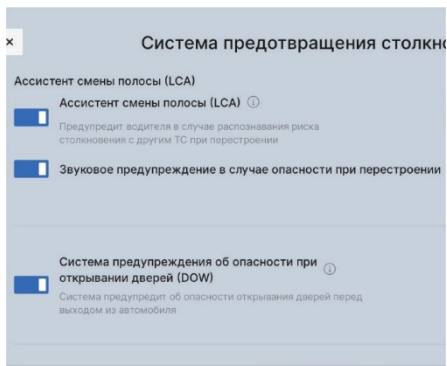 ×
Система предотвращения столкно
Ассистент смены полосы (LCA)
Ассистент смены полосы (LCA)
Предупредит водителя в случае распознавания риска
столкновения с другим ТС при перестроении
Звуковое предупреждение в случае опасности при перестроении
Система предупреждения об опасности при
открывании дверей (DOW)
Система предупредит об опасности открывания дверей перед
выходом из автомобиля